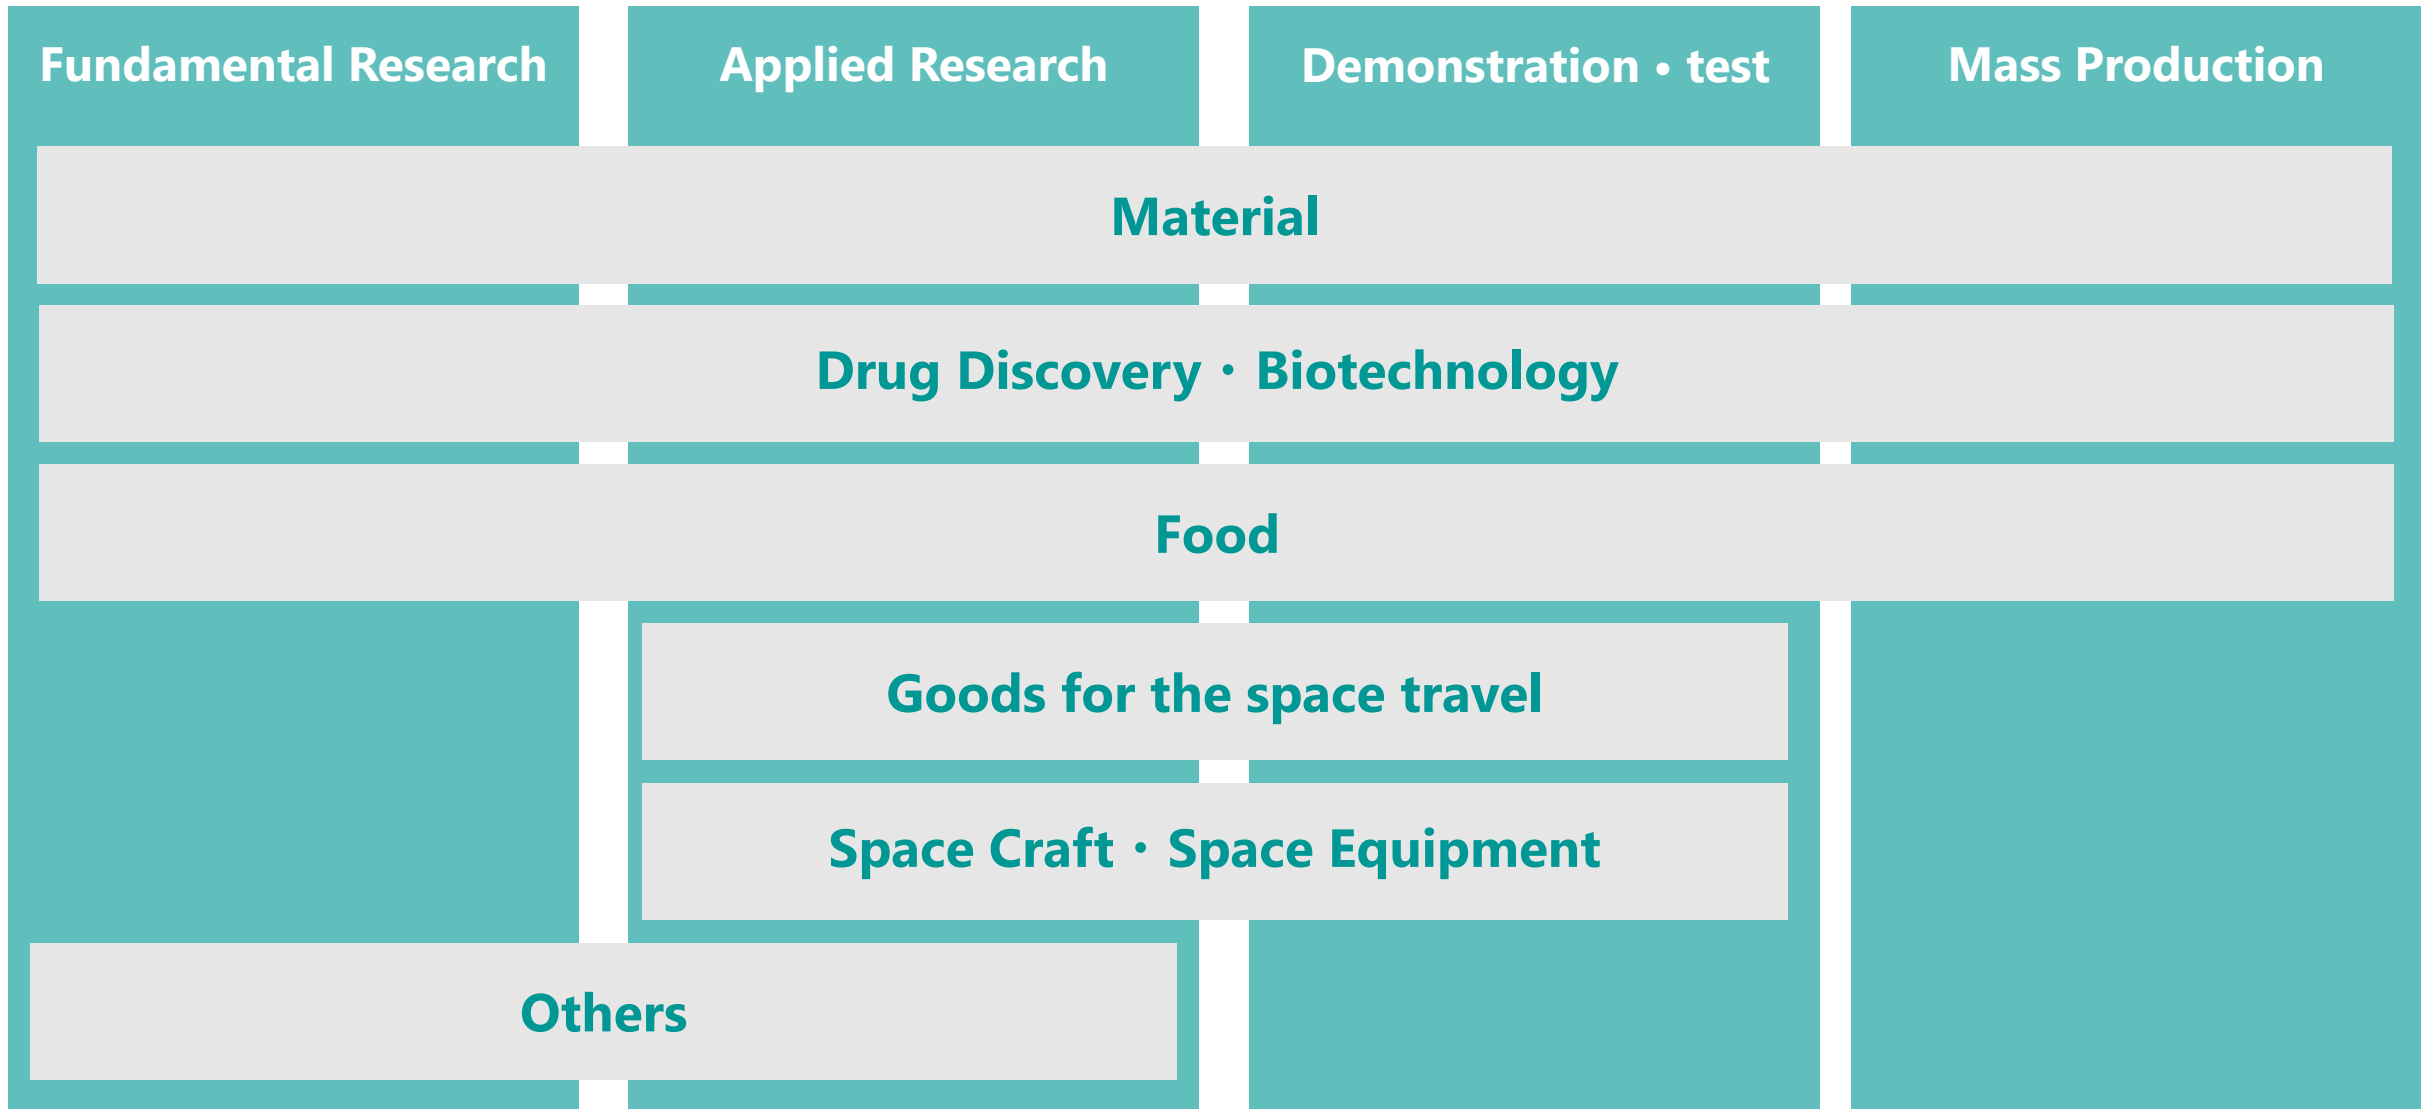 Fundamental Research
Applied Research
Demonstration • test
Mass Production
Material
Drug Discovery・Biotechnology
Food
Goods for the space travel
Space Craft・Space Equipment
Others